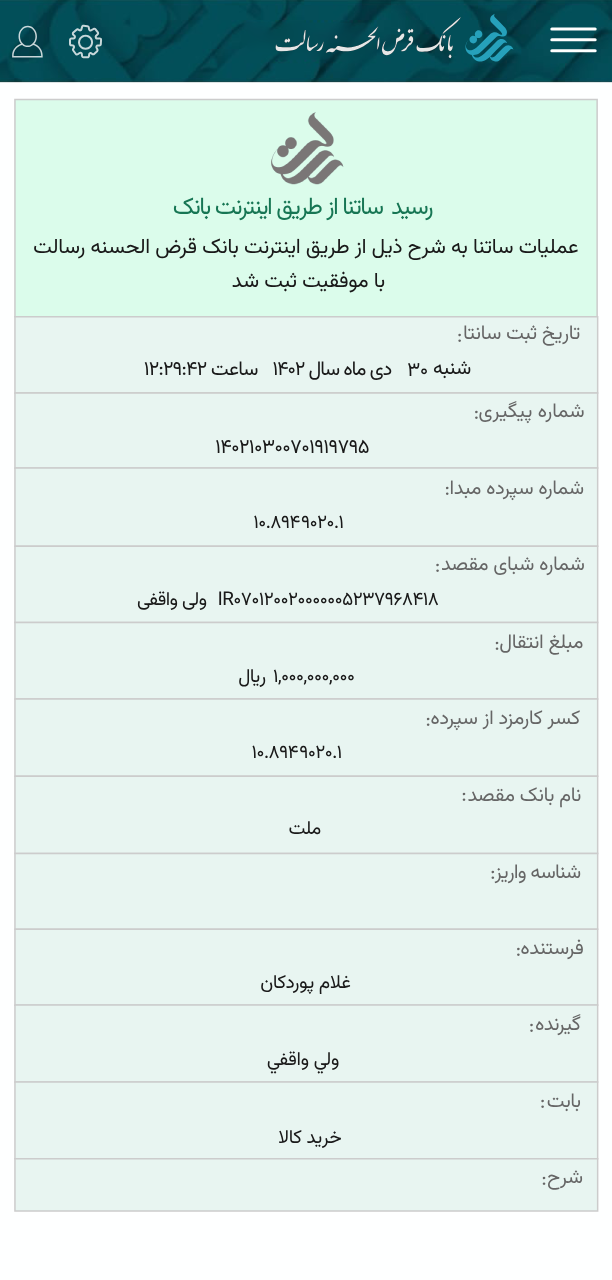 بانک قرض الحسنه رسالت
رسید ساتنا از طریق اینترنت بانک
عملیات ساتنا به شرح ذیل از طریق اینترنت بانک قرض الحسنه رسالت
با موفقیت ثبت شد
تاریخ ثبت سانتا:
شنبه ۳۰ دی ماه سال ۱۴۰۲ ساعت ۱۲:۲۹:۴۲
شماره پیگیری:
۱۴۰۲۱۰۳۰۰۷۰۱۹۱۹۷۹۵
شماره سپرده مبدا:
۱۰.۸۹۴۹۰۲۰.۱
شماره شبای مقصد:
IR۰۷۰۱۲۰۰۲۰۰۰۰۰۰۵۲۳۷۹۶۸۴۱۸ ولی واقفی
مبلغ انتقال:
۱,۰۰۰,۰۰۰,۰۰۰ ریال
کسر کارمزد از سپرده:
۱۰.۸۹۴۹۰۲۰.۱
نام بانک مقصد:
ملت
شناسه واریز:
فرستنده:
غلام پوردکان
گیرنده:
ولي واقفي
بابت:
خرید کالا
شرح: